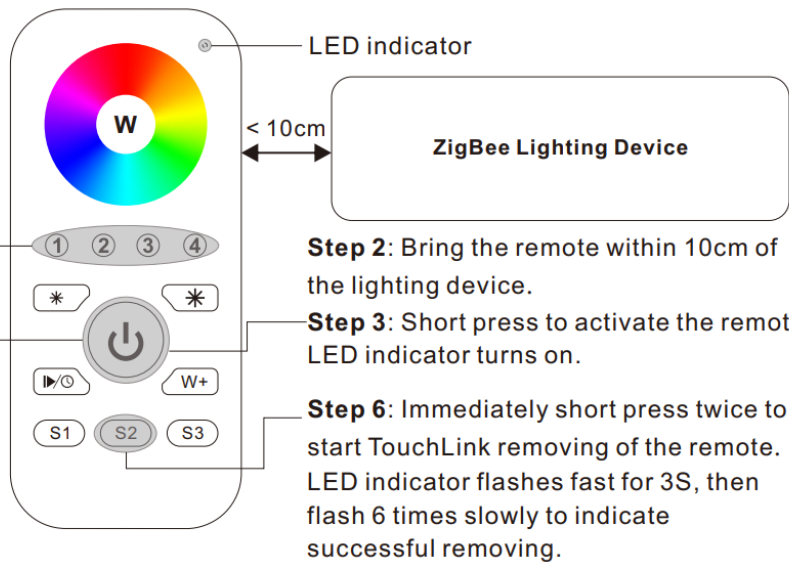 LED indicator
W
< 10cm
ZigBee Lighting Device
1 2 3 4
Step 2: Bring the remote within 10cm of
the lighting device.
Step 3: Short press to activate the remot
LED indicator turns on.
W+
S1 S2 S3
Step 6: Immediately short press twice to
start TouchLink removing of the remote.
LED indicator flashes fast for 3S, then
flash 6 times slowly to indicate
successful removing.